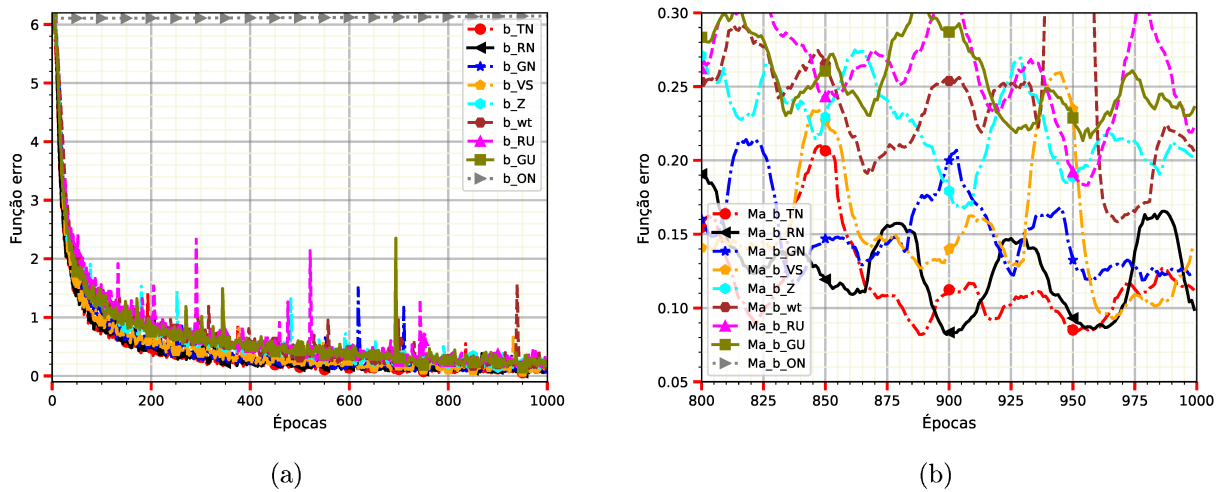 Função erro
6
5
4
3
2
1
0
0
200
400
600
800
1000
Épocas
b_TN
b_RN
b_GN
b_VS
b_Z
b_wt
b_RU
b_GU
b_ON
(a)
Função erro
0.30
0.25
0.20
0.15
0.10
0.05
800
825
850
875
900
925
950
975
1000
Épocas
Ma_b_TN
Ma_b_RN
Ma_b_GN
Ma_b_VS
Ma_b_Z
Ma_b_wt
Ma_b_RU
Ma_b_GU
Ma_b_ON
(b)